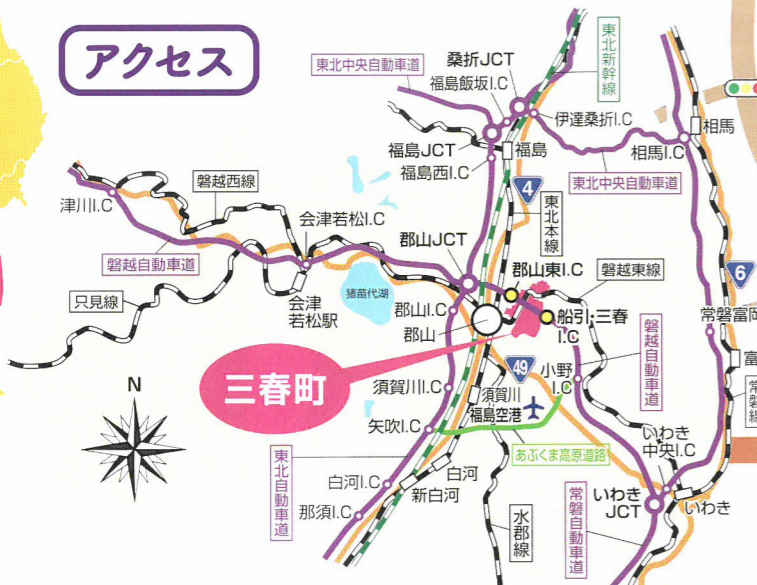 アクセス
東北中央自動車道
桑折JCT
福島飯坂I.C
東北新幹線
伊達桑折I.C
相馬
福島JCT
福島西I.C
福島
相馬I.C
東北中央自動車道
4
東北本線
磐越西線
津川I.C
会津若松I.C
磐越自動車道
郡山JCT
郡山東I.C
磐越東線
6
只見線
会津
若松駅
猪苗代湖
郡山I.C
郡山
船引・三春
I.C
常磐富岡
磐越自動車道
三春町
49
小野
I.C
富
常磐線
須賀川I.C
須賀川
福島空港
N
矢吹I.C
あぶくま高原道路
いわき
中央I.C
東北自動車道
白河I.C
白河
新白河
那須I.C
水郡線
常磐自動車道
いわき
JCT
いわき